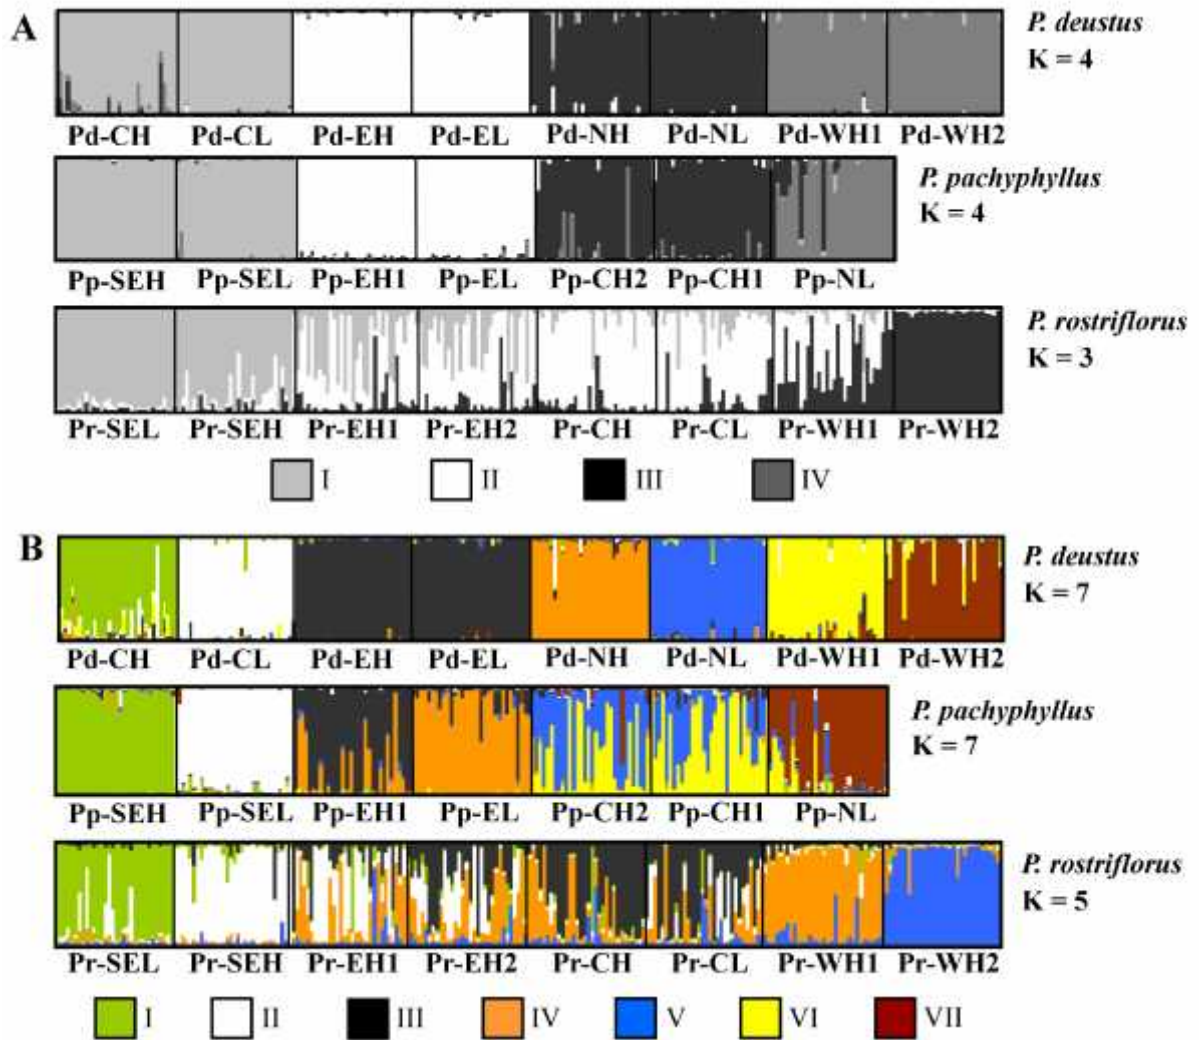 A
P. deustus
K = 4
Pd-CH Pd-CL Pd-EH Pd-EL Pd-NH Pd-NL Pd-WH1 Pd-WH2
P. pachyphyllus
K = 4
Pp-SEH Pp-SEL Pp-EH1 Pp-EL Pp-CH2 Pp-CH1 Pp-NL
P. rostriflorus
K = 3
Pr-SEL Pr-SEH Pr-EH1 Pr-EH2 Pr-CH Pr-CL Pr-WH1 Pr-WH2
I II III IV
B
P. deustus
K = 7
Pd-CH Pd-CL Pd-EH Pd-EL Pd-NH Pd-NL Pd-WH1 Pd-WH2
P. pachyphyllus
K = 7
Pp-SEH Pp-SEL Pp-EH1 Pp-EL Pp-CH2 Pp-CH1 Pp-NL
P. rostriflorus
K = 5
Pr-SEL Pr-SEH Pr-EH1 Pr-EH2 Pr-CH Pr-CL Pr-WH1 Pr-WH2
I II III IV V VI VII